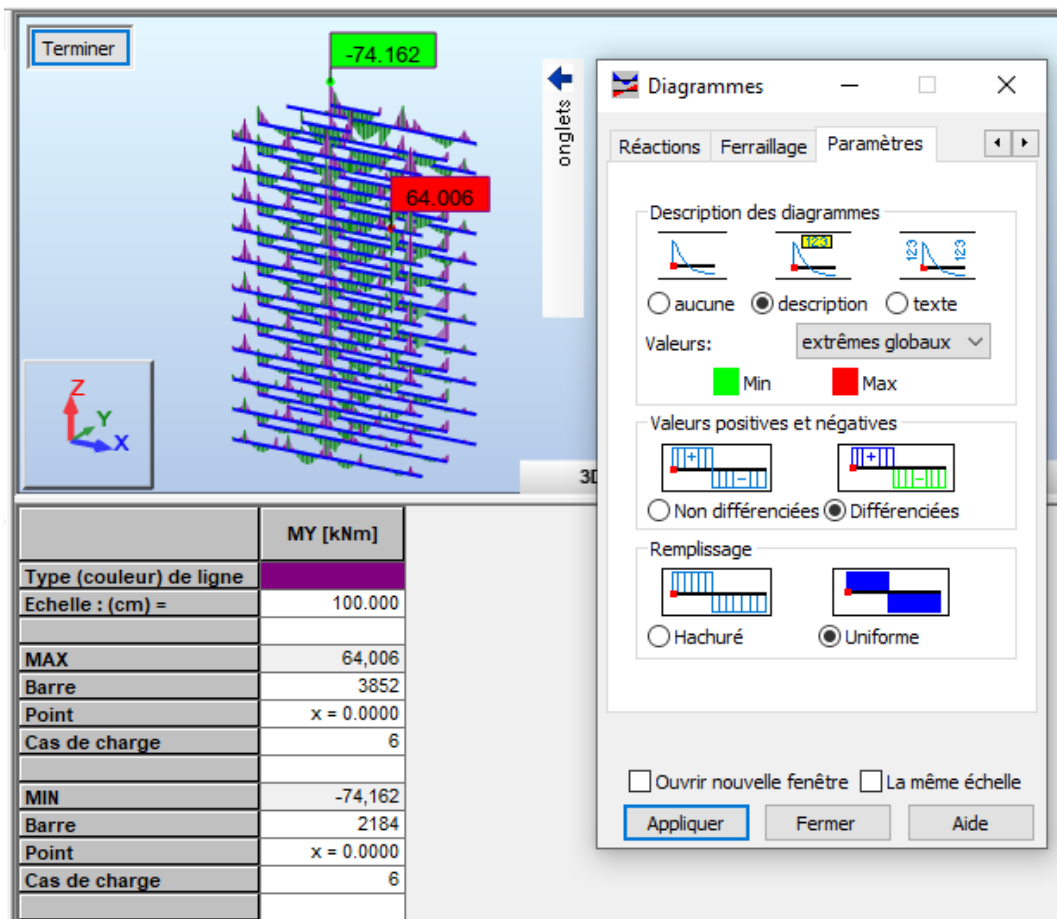 Terminer
-74.162
64.006
onglets
Z
Y
X
3D
Diagrammes
Réactions Ferraillage Paramètres
Description des diagrammes
123 123 123
aucune description texte
Valeurs: extrêmes globaux
Min Max
Valeurs positives et négatives
Non différenciées Différenciées
Remplissage
Hachuré Uniforme
Ouvrir nouvelle fenêtre La même échelle
Appliquer Fermer Aide
MY [kNm]
Type (couleur) de ligne
Echelle : (cm) = 100.000
MAX 64,006
Barre 3852
Point x = 0.0000
Cas de charge 6
MIN -74,162
Barre 2184
Point x = 0.0000
Cas de charge 6